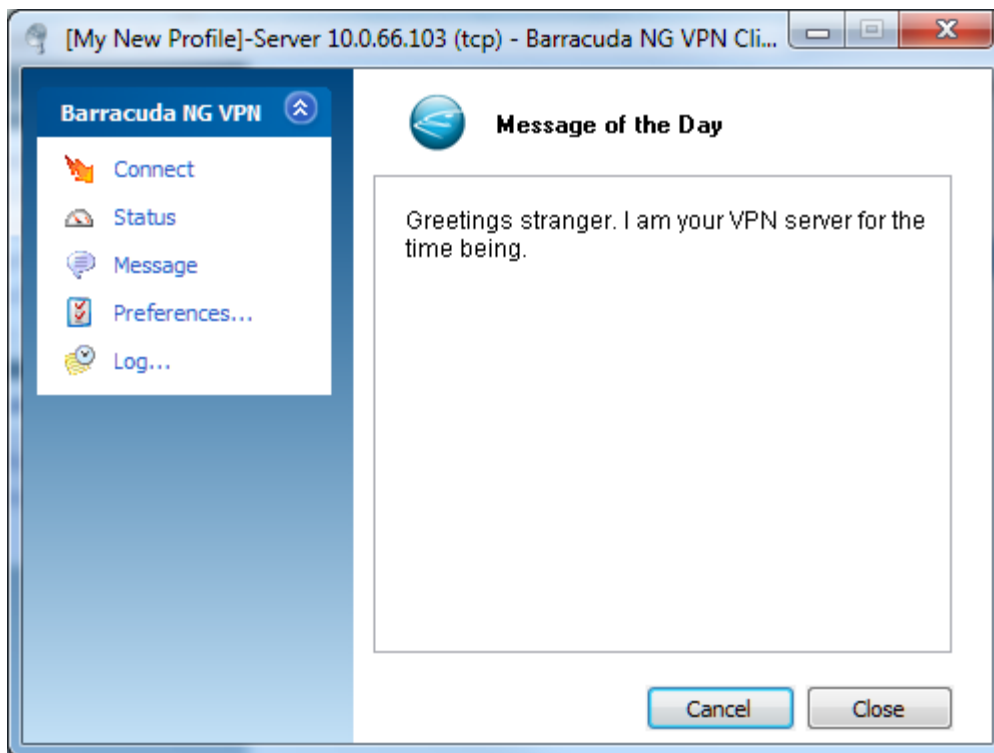 [My New Profile]-Server 10.0.66.103 (tcp) - Barracuda NG VPN Cli...
Barracuda NG VPN
Connect
Status
Message
Preferences...
Log...
Message of the Day
Greetings stranger. I am your VPN server for the
time being.
Cancel
Close